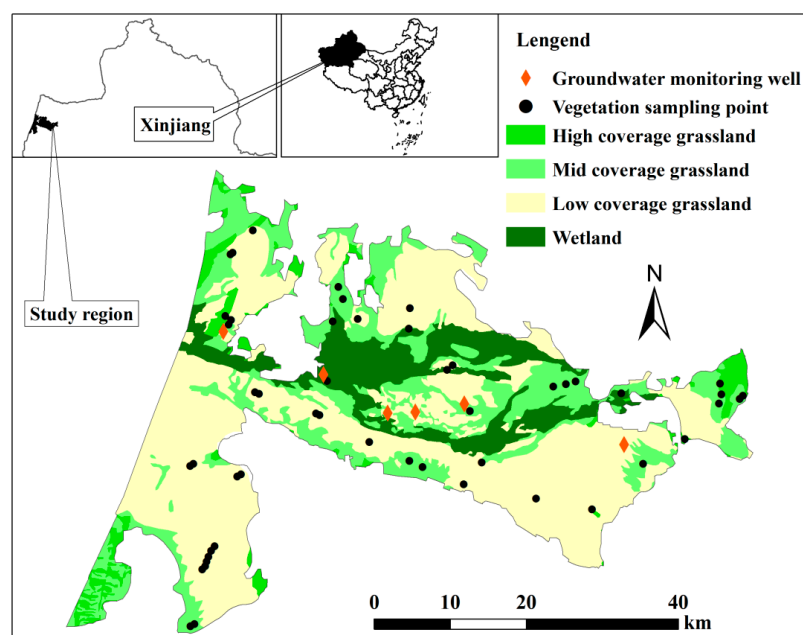 Lengend
Groundwater monitoring well
Vegetation sampling point
High coverage grassland
Mid coverage grassland
Low coverage grassland
Wetland
Xinjiang
Study region
N
0 10 20 40
km